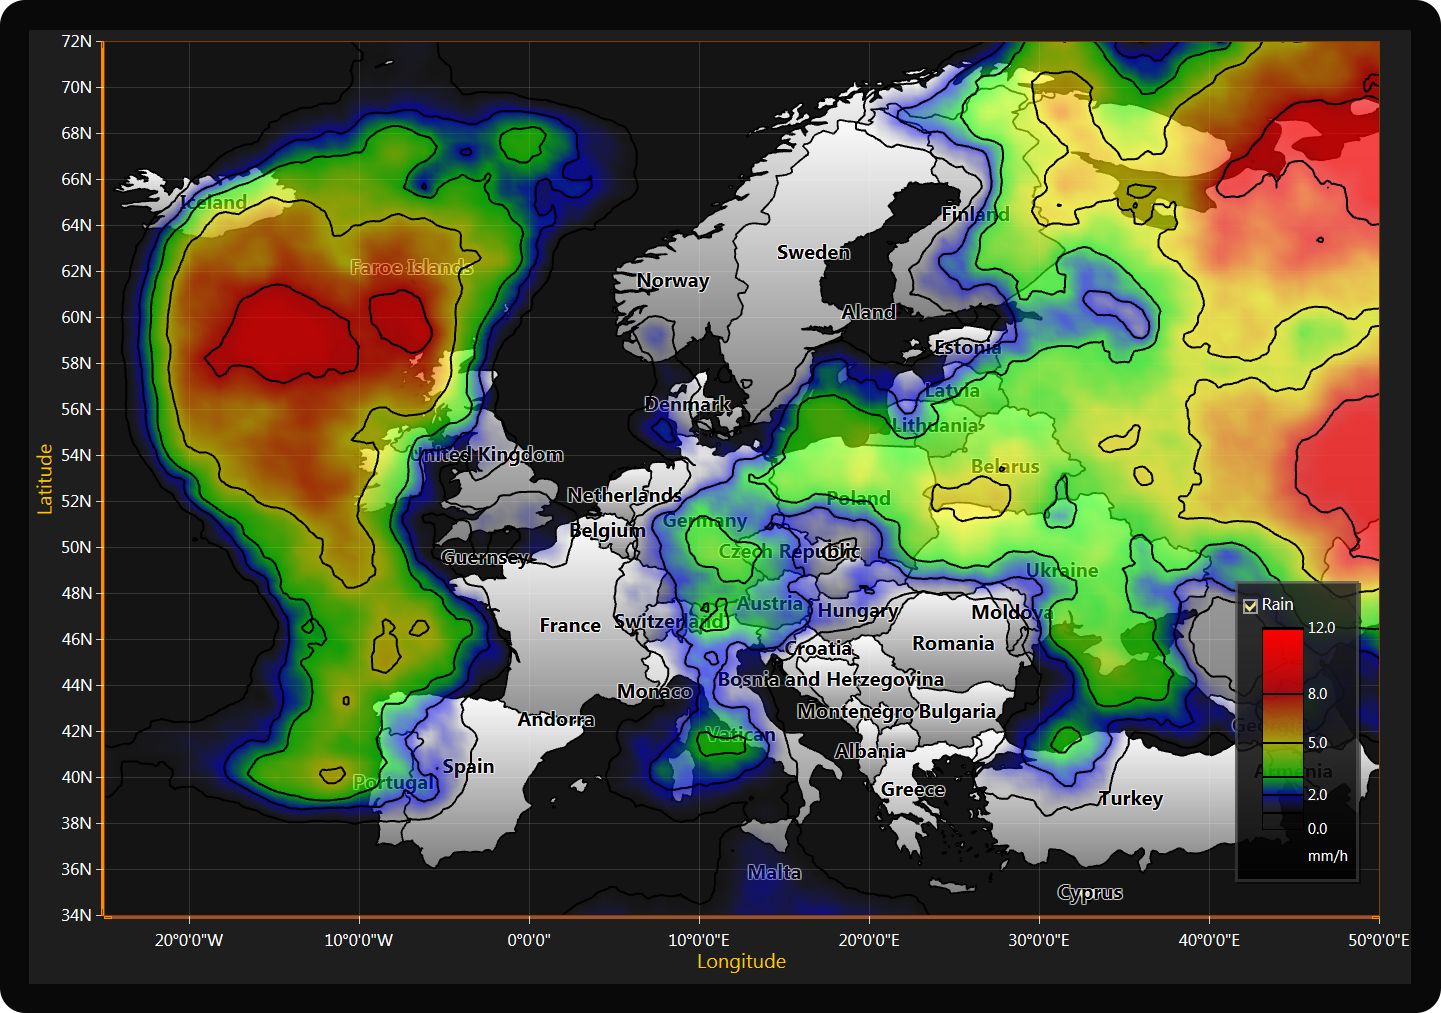 72N
70N
68N
66N
64N
62N
60N
58N
56N
54N
52N
50N
48N
46N
44N
42N
40N
38N
36N
34N
Latitude
Iceland
Finland
Sweden
Faroe Islands
Norway
Aland
Estonia
Latvia
Denmark
Lithuania
United Kingdom
Belarus
Netherlands
Poland
Germany
Belgium
Czech Republic
Guernsey
Ukraine
Austria
Hungary
Moldova
Switzerland
France
Romania
Croatia
Bosnia and Herzegovina
Monaco
Montenegro
Bulgaria
Andorra
Vatican
Albania
Spain
Armenia
Portugal
Greece
Turkey
Malta
Cyprus
Rain
12.0
8.0
5.0
2.0
0.0
mm/h
20°0'0"W
10°0'0"W
0°0'0"
10°0'0"E
20°0'0"E
30°0'0"E
40°0'0"E
50°0'0"E
Longitude